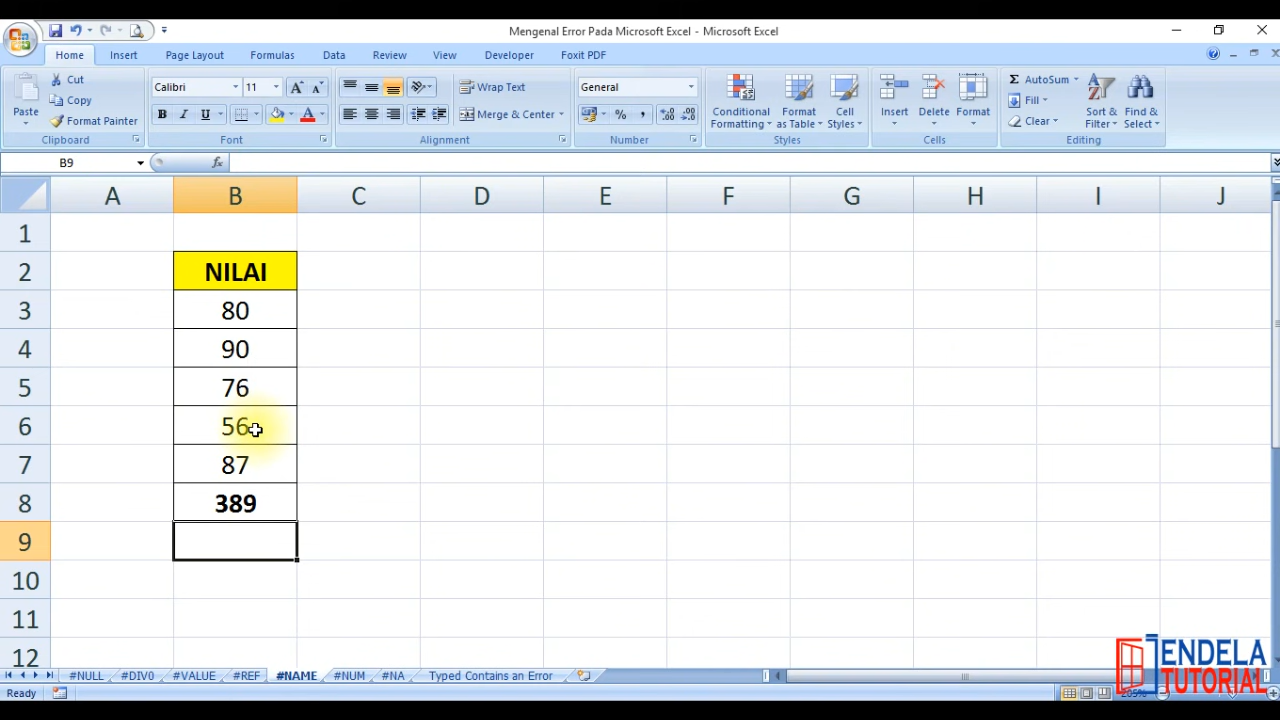 Mengenal Error Pada Microsoft Excel - Microsoft Excel
Home Insert Page Layout Formulas Data Review View Developer Foxit PDF
Paste
Cut
Copy
Format Painter
Clipboard
Calibri 11
B I U
Font
Wrap Text
Merge & Center
Alignment
General
% ,
Number
Conditional Formatting
Format as Table
Cell Styles
Styles
Insert Delete Format
Cells
AutoSum
Fill
Clear
Sort & Filter
Find & Select
Editing
B9 fx
A B C D E F G H I J
1
2 NILAI
3 80
4 90
5 76
6 56
7 87
8 389
9
10
11
12
#NULL #DIV0 #VALUE #REF #NAME #NUM #NA Typed Contains an Error
Ready
ENDELA
TUTORIAL